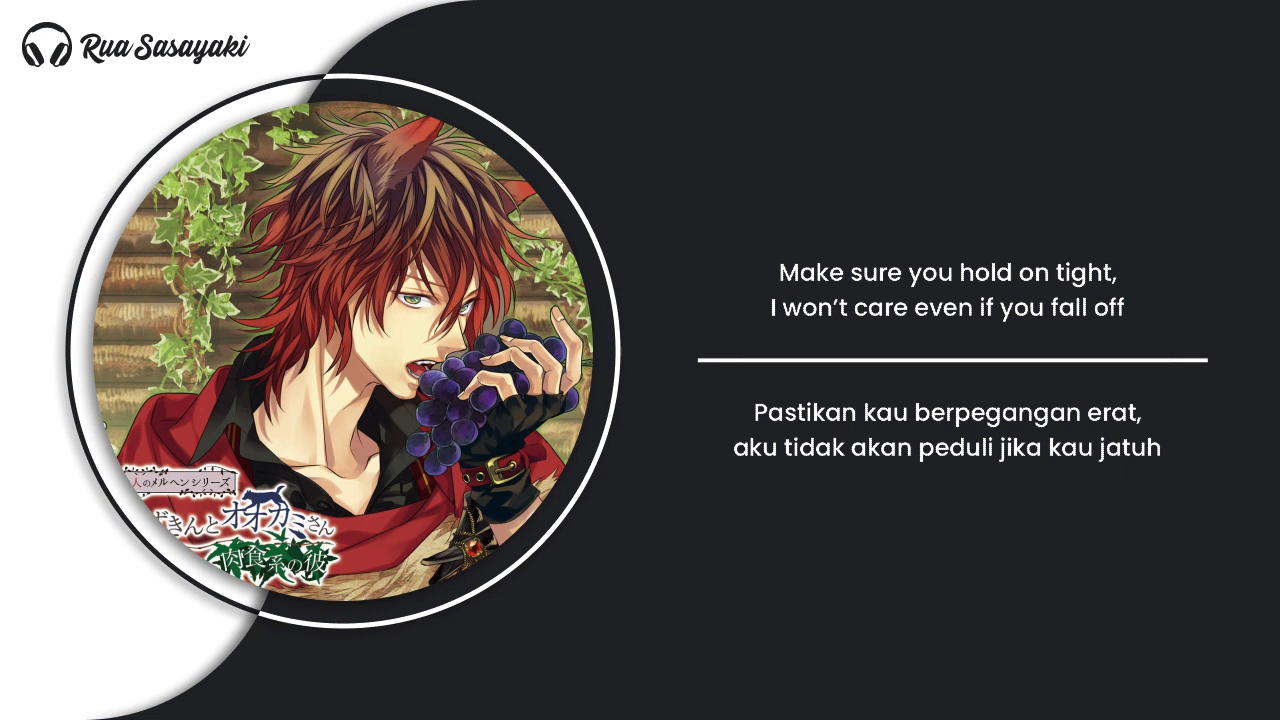 Rua Sasayaki
Make sure you hold on tight,
I won't care even if you fall off
Pastikan kau berpegangan erat,
aku tidak akan peduli jika kau jatuh
人のメルヘンシリーズ
ずきんとオオカミさん
肉食系の彼